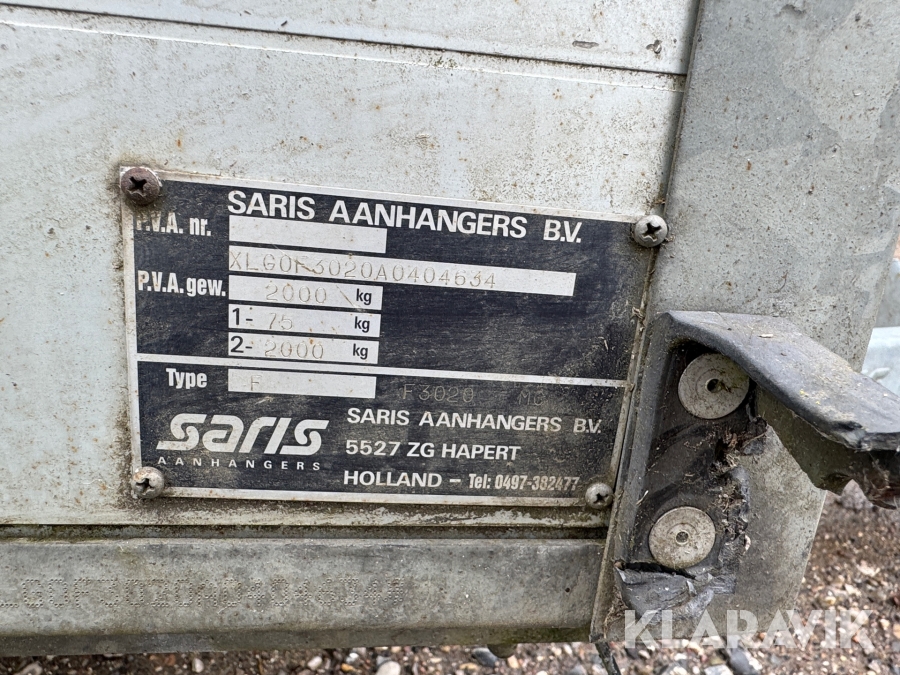 SARIS AANHANGERS B.V.
P.V.A. nr.
XLG0F3020A0404634
P.V.A. gew. 2000 kg
1- 75 kg
2- 2000 kg
Type F F3020 MC
saris
AANHANGERS
SARIS AANHANGERS B.V.
5527 ZG HAPERT
HOLLAND - Tel: 0497-382477
KLARAVIK